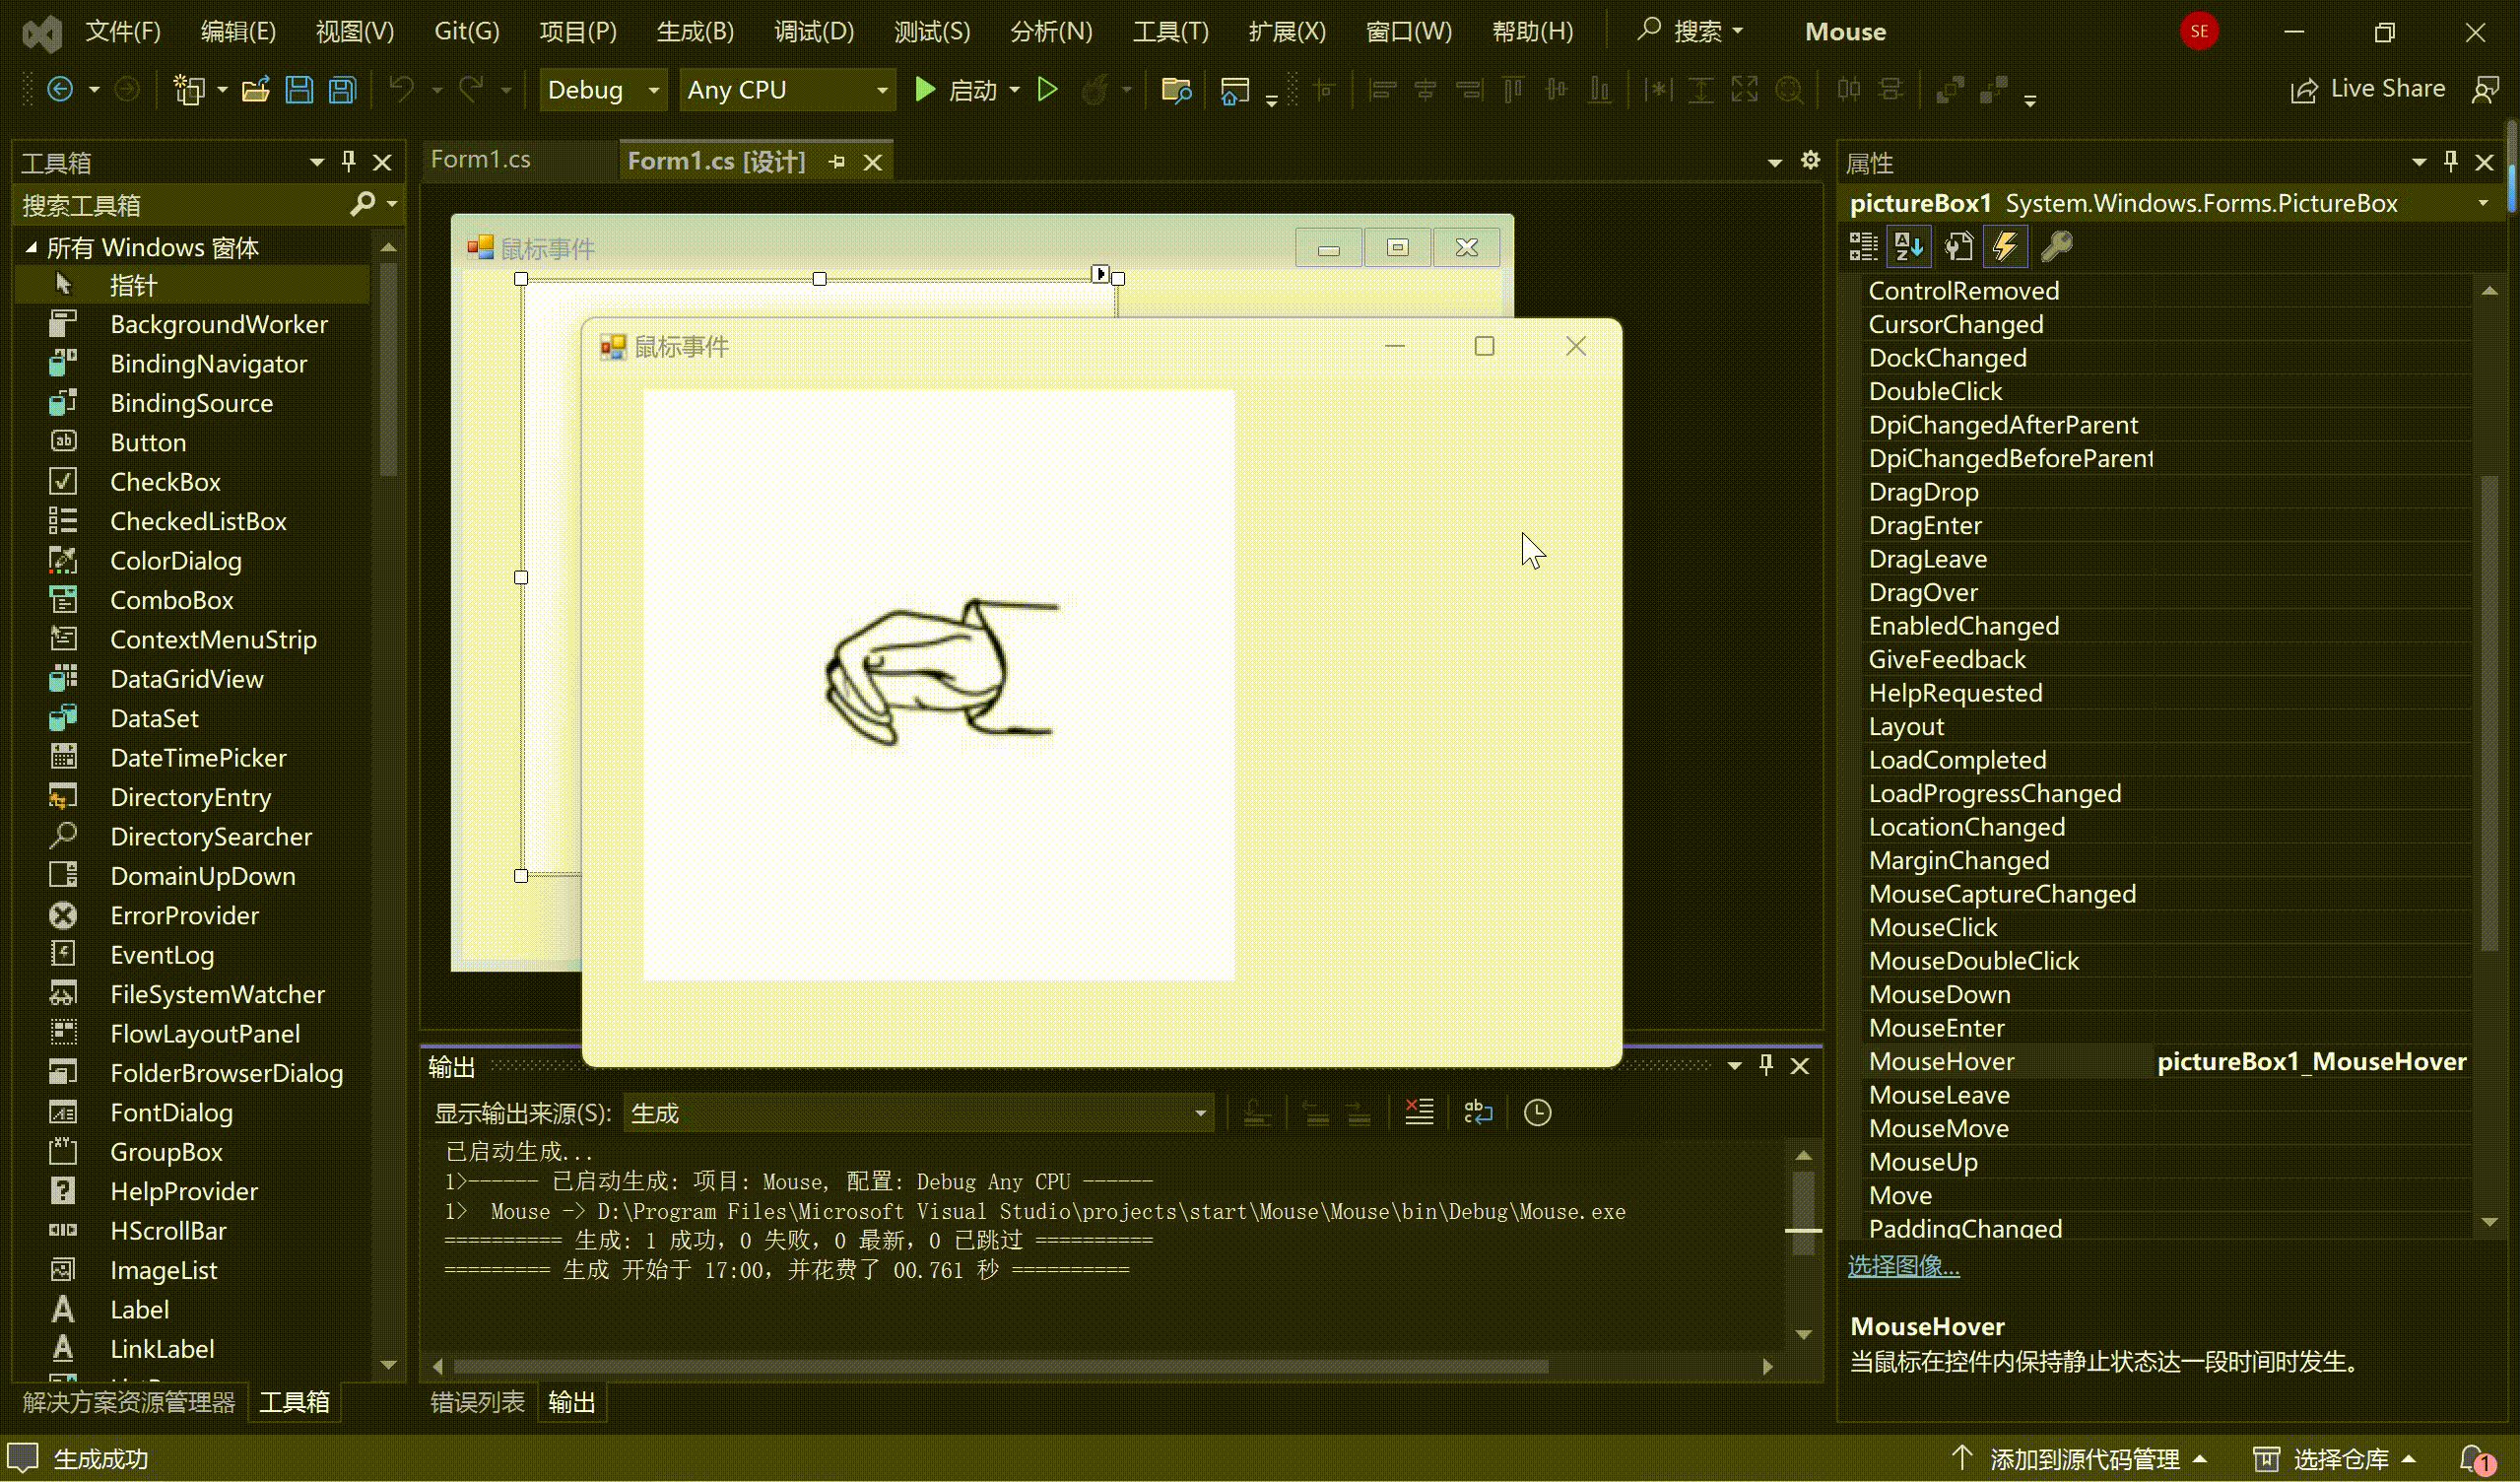 文件(F) 编辑(E) 视图(V) Git(G) 项目(P) 生成(B) 调试(D) 测试(S) 分析(N) 工具(T) 扩展(X) 窗口(W) 帮助(H) 搜索 Mouse SE
Debug Any CPU 启动 Live Share
工具箱
搜索工具箱
所有 Windows 窗体
指针
BackgroundWorker
BindingNavigator
BindingSource
Button
CheckBox
CheckedListBox
ColorDialog
ComboBox
ContextMenuStrip
DataGridView
DataSet
DateTimePicker
DirectoryEntry
DirectorySearcher
DomainUpDown
ErrorProvider
EventLog
FileSystemWatcher
FlowLayoutPanel
FolderBrowserDialog
FontDialog
GroupBox
HelpProvider
HScrollBar
ImageList
Label
LinkLabel
解决方案资源管理器 工具箱
Form1.cs Form1.cs [设计]
鼠标事件
鼠标事件
输出
显示输出来源(S): 生成
已启动生成...
1>------ 已启动生成: 项目: Mouse, 配置: Debug Any CPU ------
1> Mouse -> D:\Program Files\Microsoft Visual Studio\projects\start\Mouse\Mouse\bin\Debug\Mouse.exe
========== 生成: 1 成功，0 失败，0 最新，0 已跳过 ==========
========= 生成 开始于 17:00，并花费了 00.761 秒 ==========
错误列表 输出
属性
pictureBox1 System.Windows.Forms.PictureBox
ControlRemoved
CursorChanged
DockChanged
DoubleClick
DpiChangedAfterParent
DpiChangedBeforeParent
DragDrop
DragEnter
DragLeave
DragOver
EnabledChanged
GiveFeedback
HelpRequested
Layout
LoadCompleted
LoadProgressChanged
LocationChanged
MarginChanged
MouseCaptureChanged
MouseClick
MouseDoubleClick
MouseDown
MouseEnter
MouseHover pictureBox1_MouseHover
MouseLeave
MouseMove
MouseUp
Move
PaddingChanged
选择图像...
MouseHover
当鼠标在控件内保持静止状态达一段时间时发生。
生成成功 添加到源代码管理 选择仓库 1